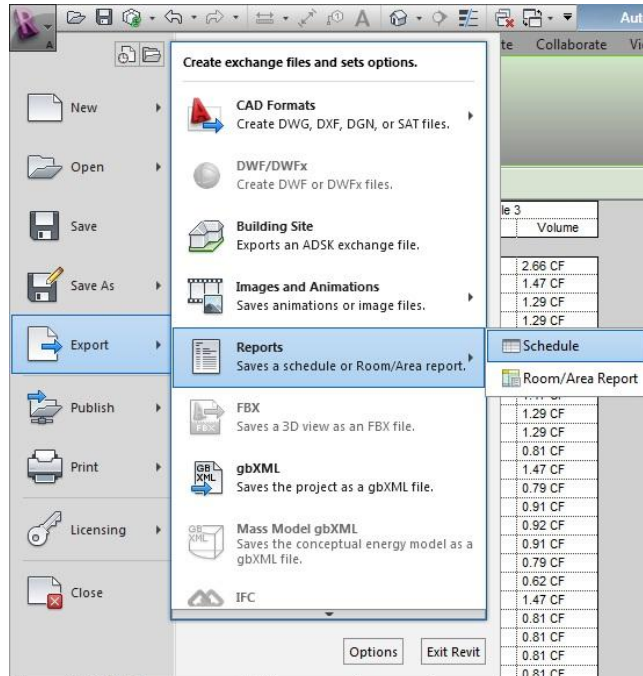 Aut
te Collaborate Vi
Create exchange files and sets options.
New
Open
Save
Save As
Export
Publish
Print
Licensing
Close
CAD Formats
Create DWG, DXF, DGN, or SAT files.
DWF/DWFx
Create DWF or DWFx files.
Building Site
Exports an ADSK exchange file.
Images and Animations
Saves animations or image files.
Reports
Saves a schedule or Room/Area report.
FBX
Saves a 3D view as an FBX file.
gbXML
Saves the project as a gbXML file.
Mass Model gbXML
Saves the conceptual energy model as a
gbXML file.
IFC
Schedule
Room/Area Report
Options
Exit Revit
le 3
Volume
2.66 CF
1.47 CF
1.29 CF
1.29 CF
1.29 CF
1.29 CF
0.81 CF
1.47 CF
0.79 CF
0.91 CF
0.92 CF
0.91 CF
0.79 CF
0.62 CF
1.47 CF
0.81 CF
0.81 CF
0.81 CF
0.81 CF